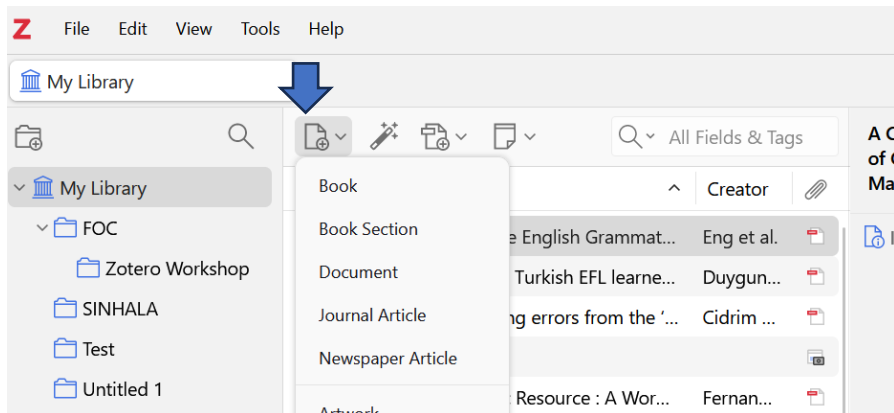 Z File Edit View Tools Help
My Library
All Fields & Tags
A C
of C
Ma
My Library
FOC
Zotero Workshop
SINHALA
Test
Untitled 1
Book
Book Section
Document
Journal Article
Newspaper Article
Artwork
Creator
e English Grammat... Eng et al.
Turkish EFL learne... Duygun...
ng errors from the ‘... Cidrim ...
Resource : A Wor... Fernan...